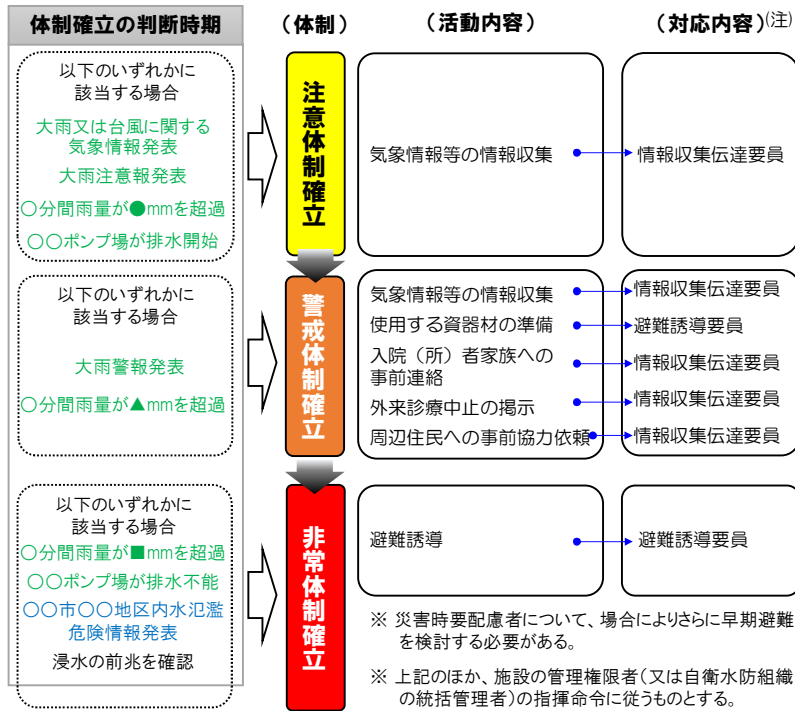 体制確立の判断時期
（体制）
（活動内容）
（対応内容）(注)
以下のいずれかに
該当する場合
大雨又は台風に関する
気象情報発表
大雨注意報発表
〇分間雨量が●mmを超過
〇〇ポンプ場が排水開始
注意体制確立
気象情報等の情報収集
情報収集伝達要員
以下のいずれかに
該当する場合
大雨警報発表
〇分間雨量が▲mmを超過
警戒体制確立
気象情報等の情報収集
情報収集伝達要員
使用する資器材の準備
避難誘導要員
入院（所）者家族への
事前連絡
情報収集伝達要員
外来診療中止の掲示
情報収集伝達要員
周辺住民への事前協力依頼
情報収集伝達要員
以下のいずれかに
該当する場合
〇分間雨量が■mmを超過
〇〇ポンプ場が排水不能
〇〇市〇〇地区内水氾濫
危険情報発表
浸水の前兆を確認
非常体制確立
避難誘導
避難誘導要員
※ 災害時要配慮者について、場合によりさらに早期避難
を検討する必要がある。
※ 上記のほか、施設の管理権限者（又は自衛水防組織
の統括管理者）の指揮命令に従うものとする。